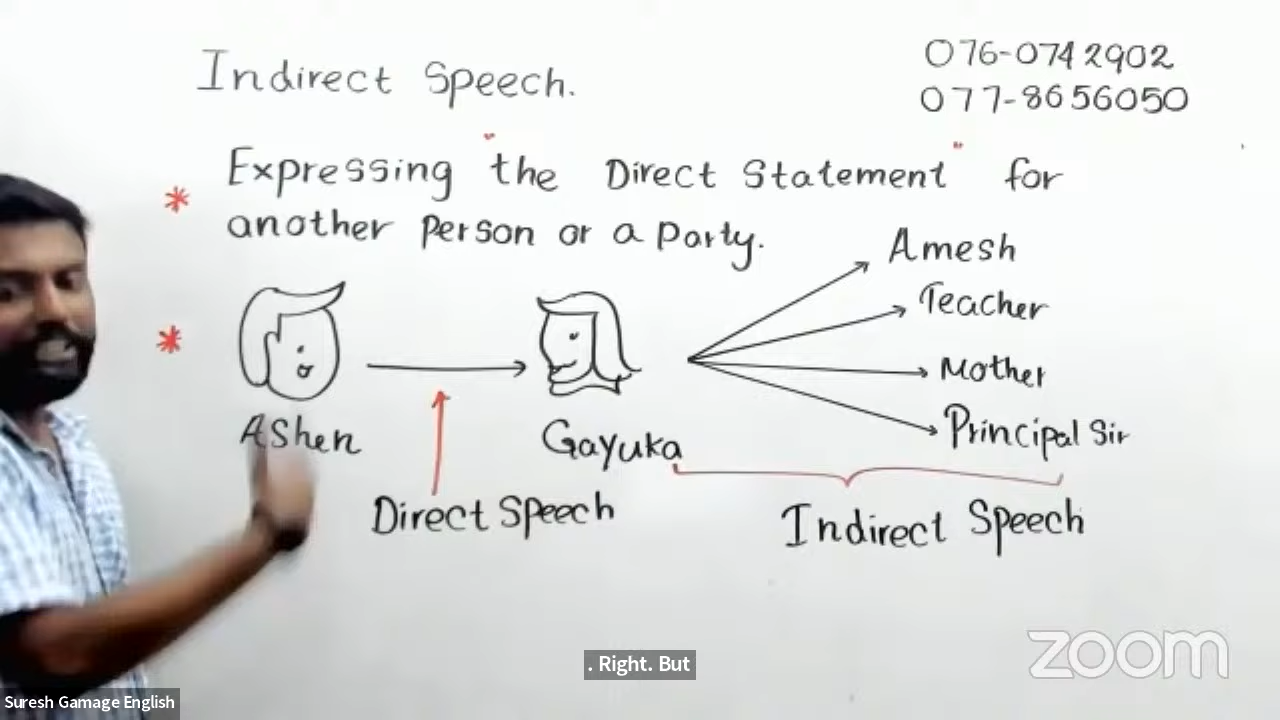 Indirect Speech.
076-0742902
077-8656050
* Expressing "the Direct Statement" for
another Person or a Party.
Amesh
Teacher
*
Mother
Principal Sir
Ashen
Gayuka
Direct Speech
Indirect Speech
. Right. But
zoom
Suresh Gamage English